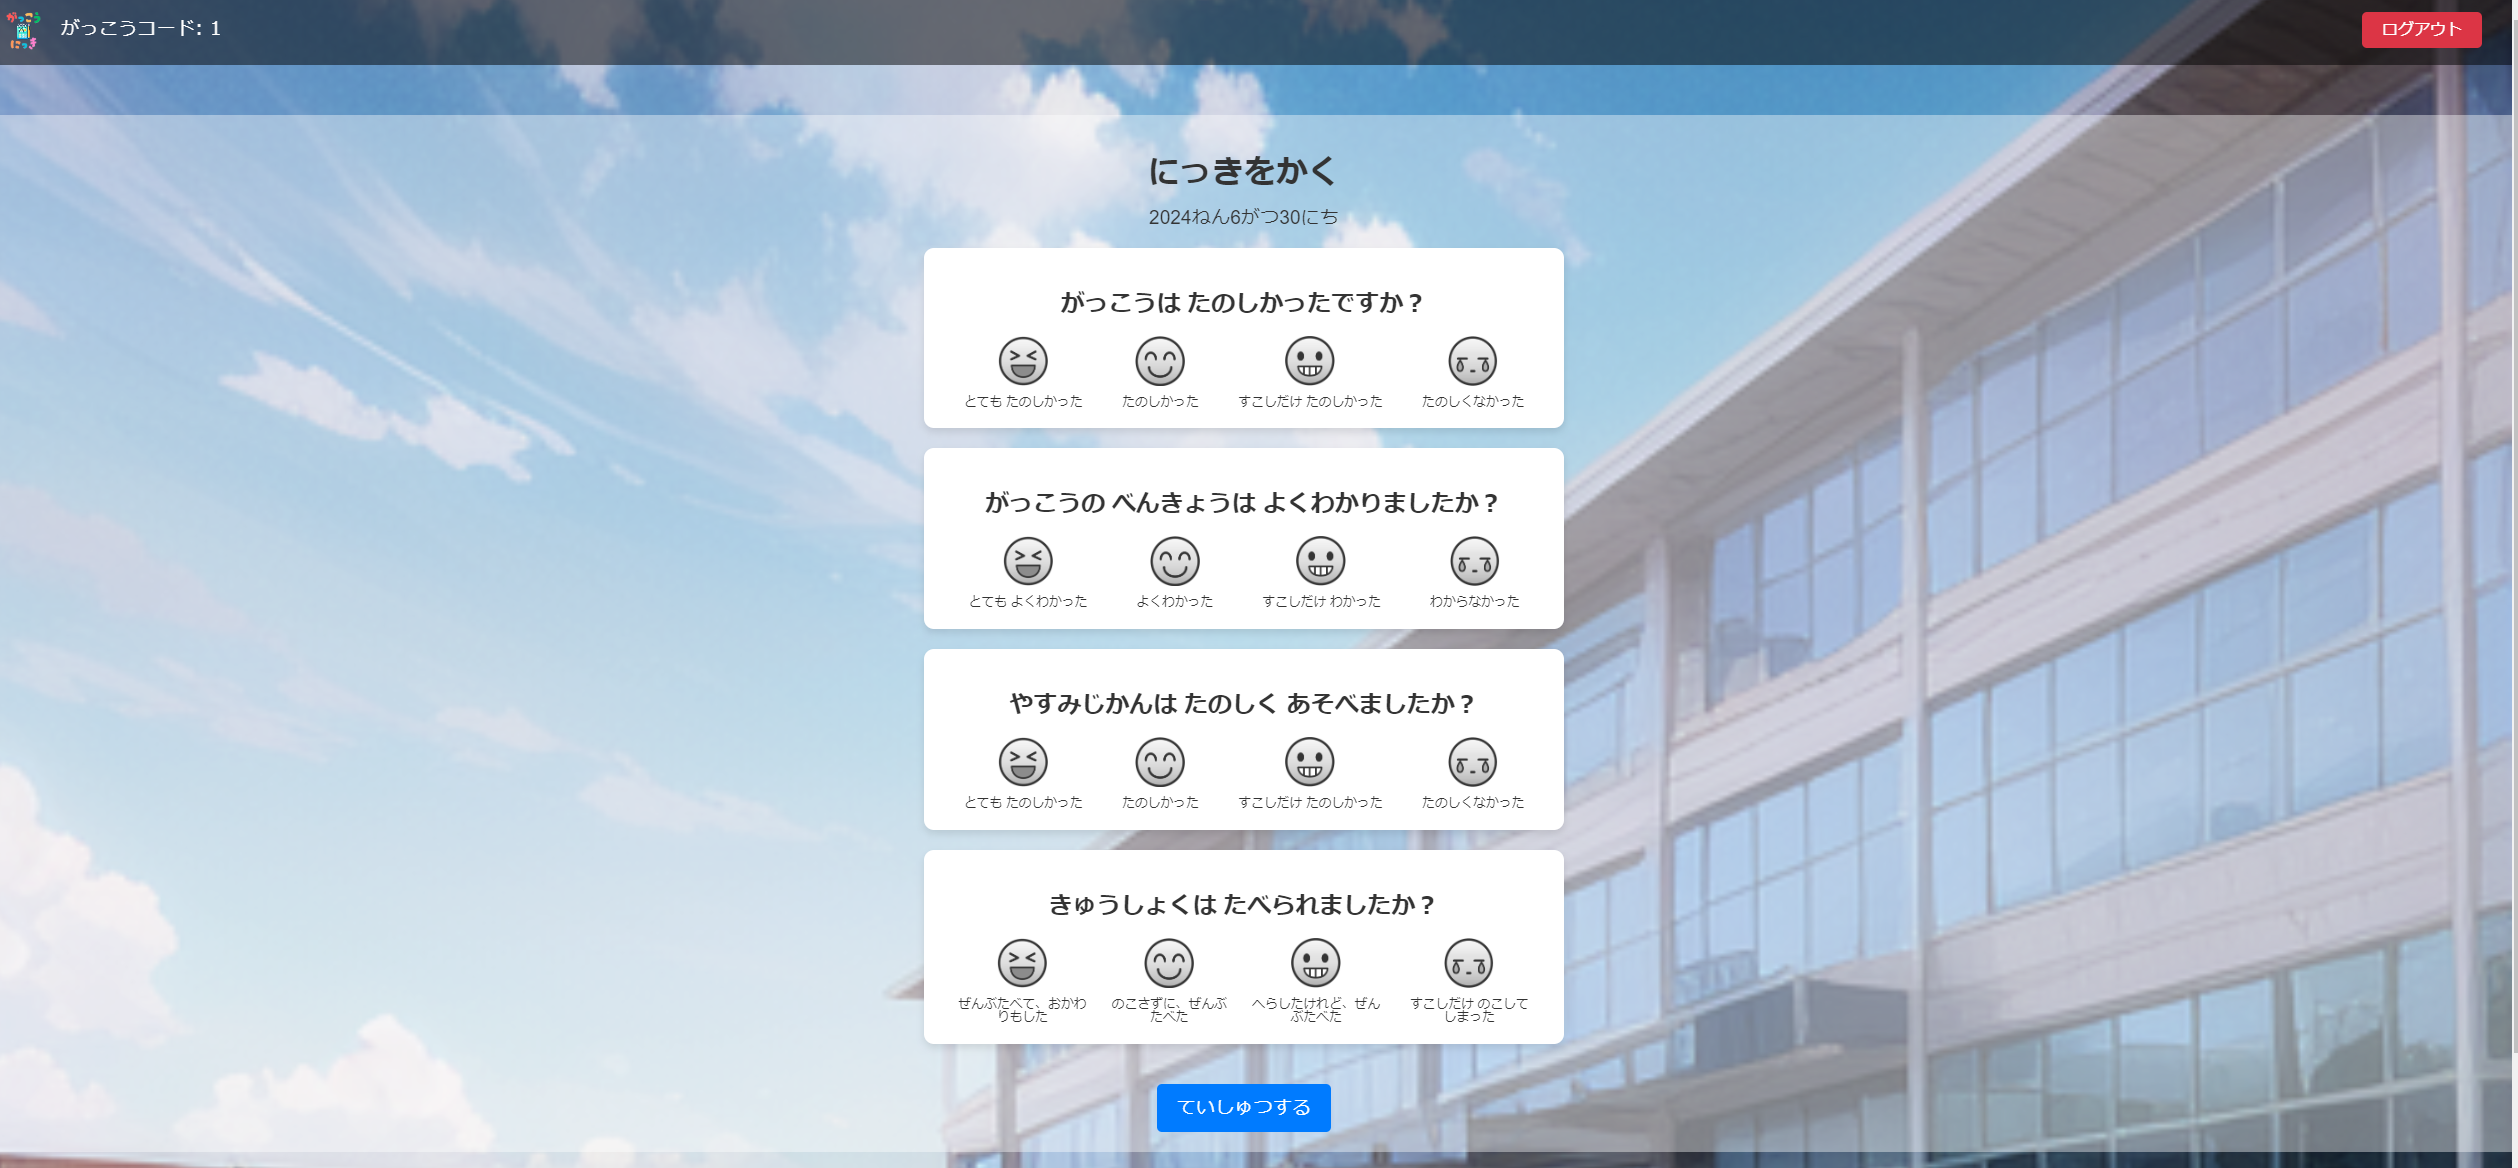 がっこう
にっき
がっこうコード: 1
ログアウト
にっきをかく
2024ねん6がつ30にち
がっこうは たのしかったですか？
とても たのしかった
たのしかった
すこしだけ たのしかった
たのしくなかった
がっこうの べんきょうは よくわかりましたか？
とても よくわかった
よくわかった
すこしだけ わかった
わからなかった
やすみじかんは たのしく あそべましたか？
とても たのしかった
たのしかった
すこしだけ たのしかった
たのしくなかった
きゅうしょくは たべられましたか？
ぜんぶたべて、おかわ
りもした
のこさずに、ぜんぶ
たべた
へらしたけれど、ぜん
ぶたべた
すこしだけ のこして
しまった
ていしゅつする